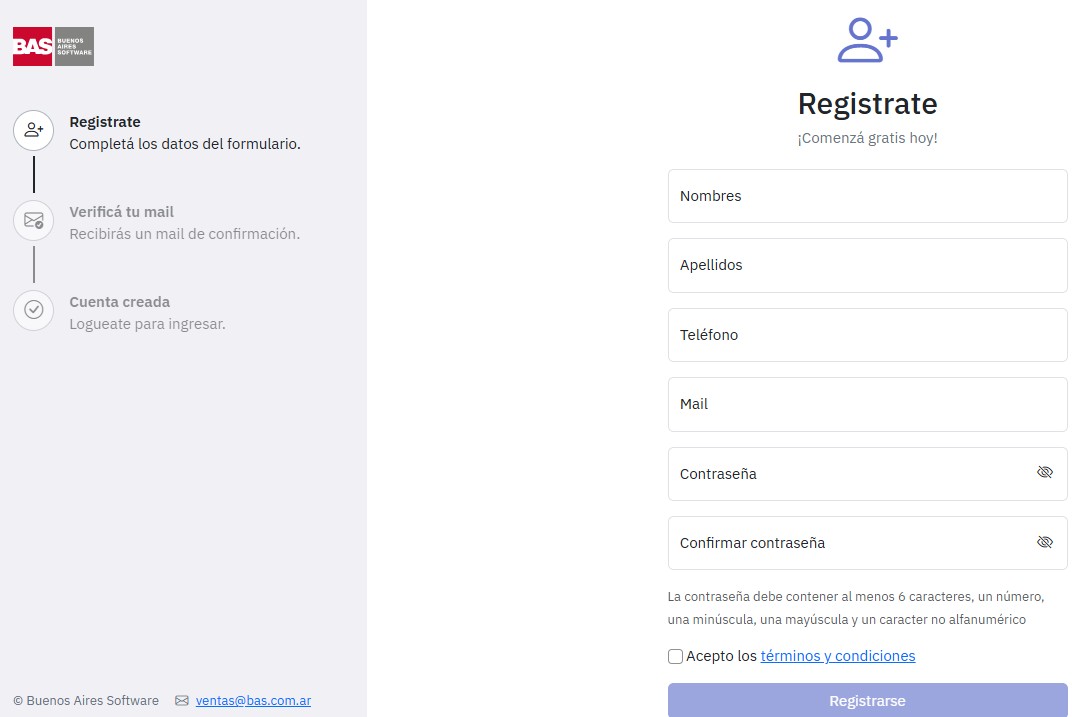 BAS BUENOS
AIRES
SOFTWARE
Registrate
Completá los datos del formulario.
Verificá tu mail
Recibirás un mail de confirmación.
Cuenta creada
Logueate para ingresar.
© Buenos Aires Software ventas@bas.com.ar
Registrate
¡Comenzá gratis hoy!
Nombres
Apellidos
Teléfono
Mail
Contraseña
Confirmar contraseña
La contraseña debe contener al menos 6 caracteres, un número,
una minúscula, una mayúscula y un caracter no alfanumérico
Acepto los términos y condiciones
Registrarse